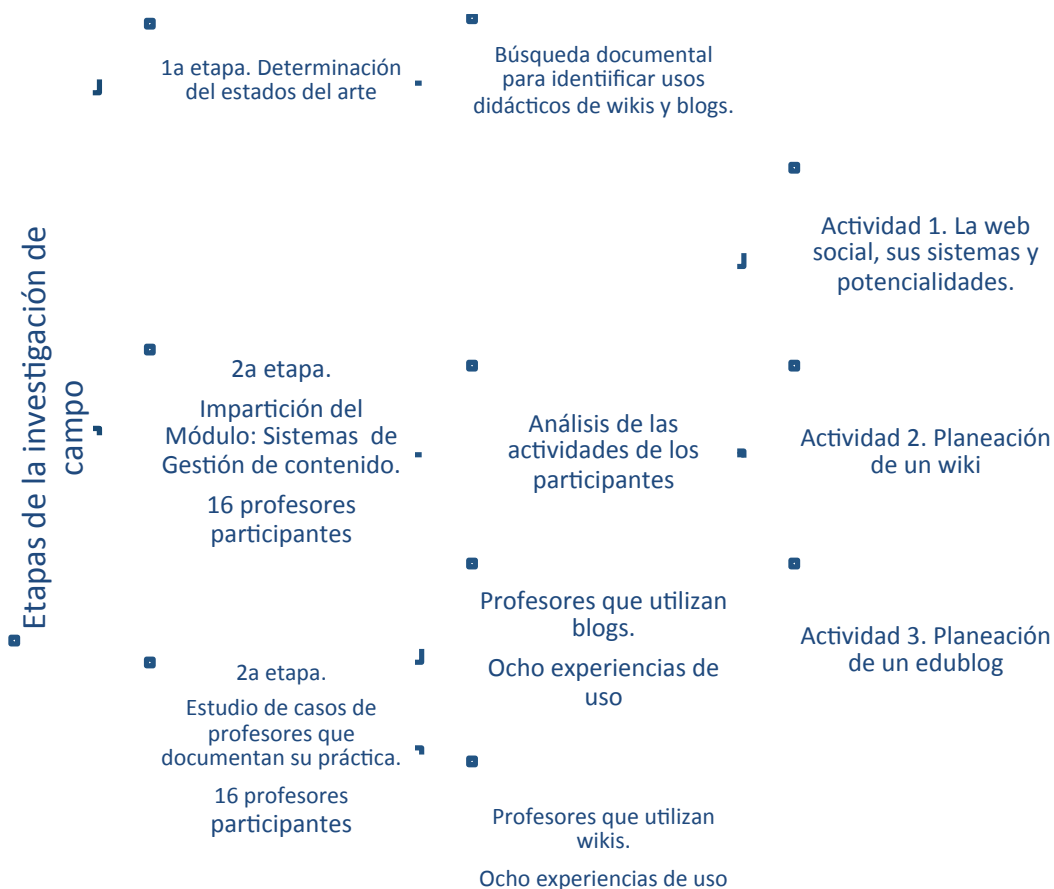 Etapas de la investigación de
campo
1a etapa. Determinación
del estados del arte
Búsqueda documental
para identiificar usos
didácticos de wikis y blogs.
2a etapa.
Impartición del
Módulo: Sistemas de
Gestión de contenido.
16 profesores
participantes
Análisis de las
actividades de los
participantes
Actividad 1. La web
social, sus sistemas y
potencialidades.
Actividad 2. Planeación
de un wiki
Actividad 3. Planeación
de un edublog
2a etapa.
Estudio de casos de
profesores que
documentan su práctica.
16 profesores
participantes
Profesores que utilizan
blogs.
Ocho experiencias de
uso
Profesores que utilizan
wikis.
Ocho experiencias de uso